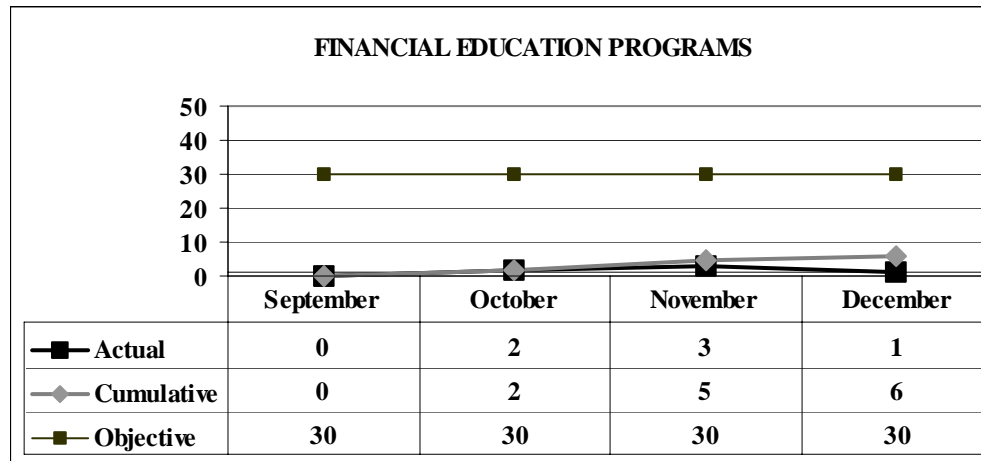 FINANCIAL EDUCATION PROGRAMS
50
40
30
20
10
0
September October November December
Actual 0 2 3 1
Cumulative 0 2 5 6
Objective 30 30 30 30